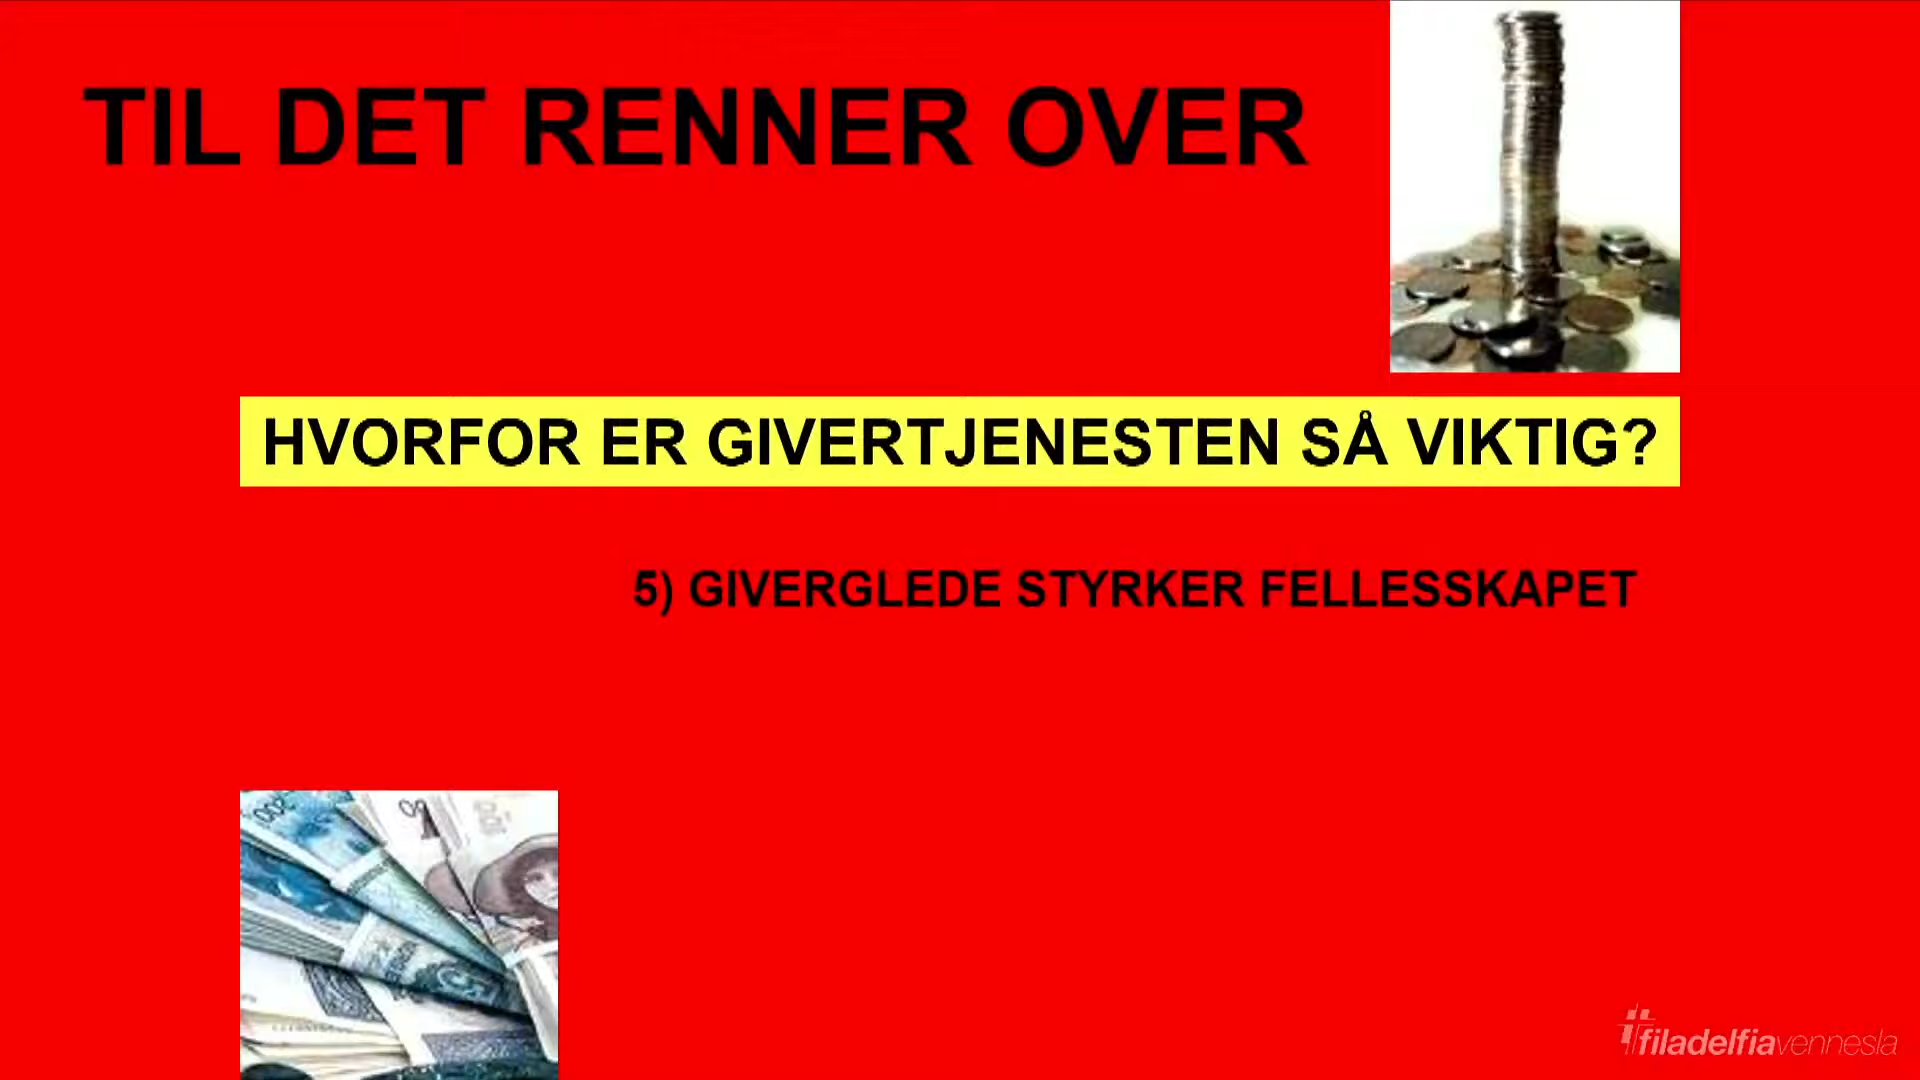 TIL DET RENNER OVER
HVORFOR ER GIVERTJENESTEN SÅ VIKTIG?
5) GIVERGLEDE STYRKER FELLESSKAPET
filadelfiavennesla